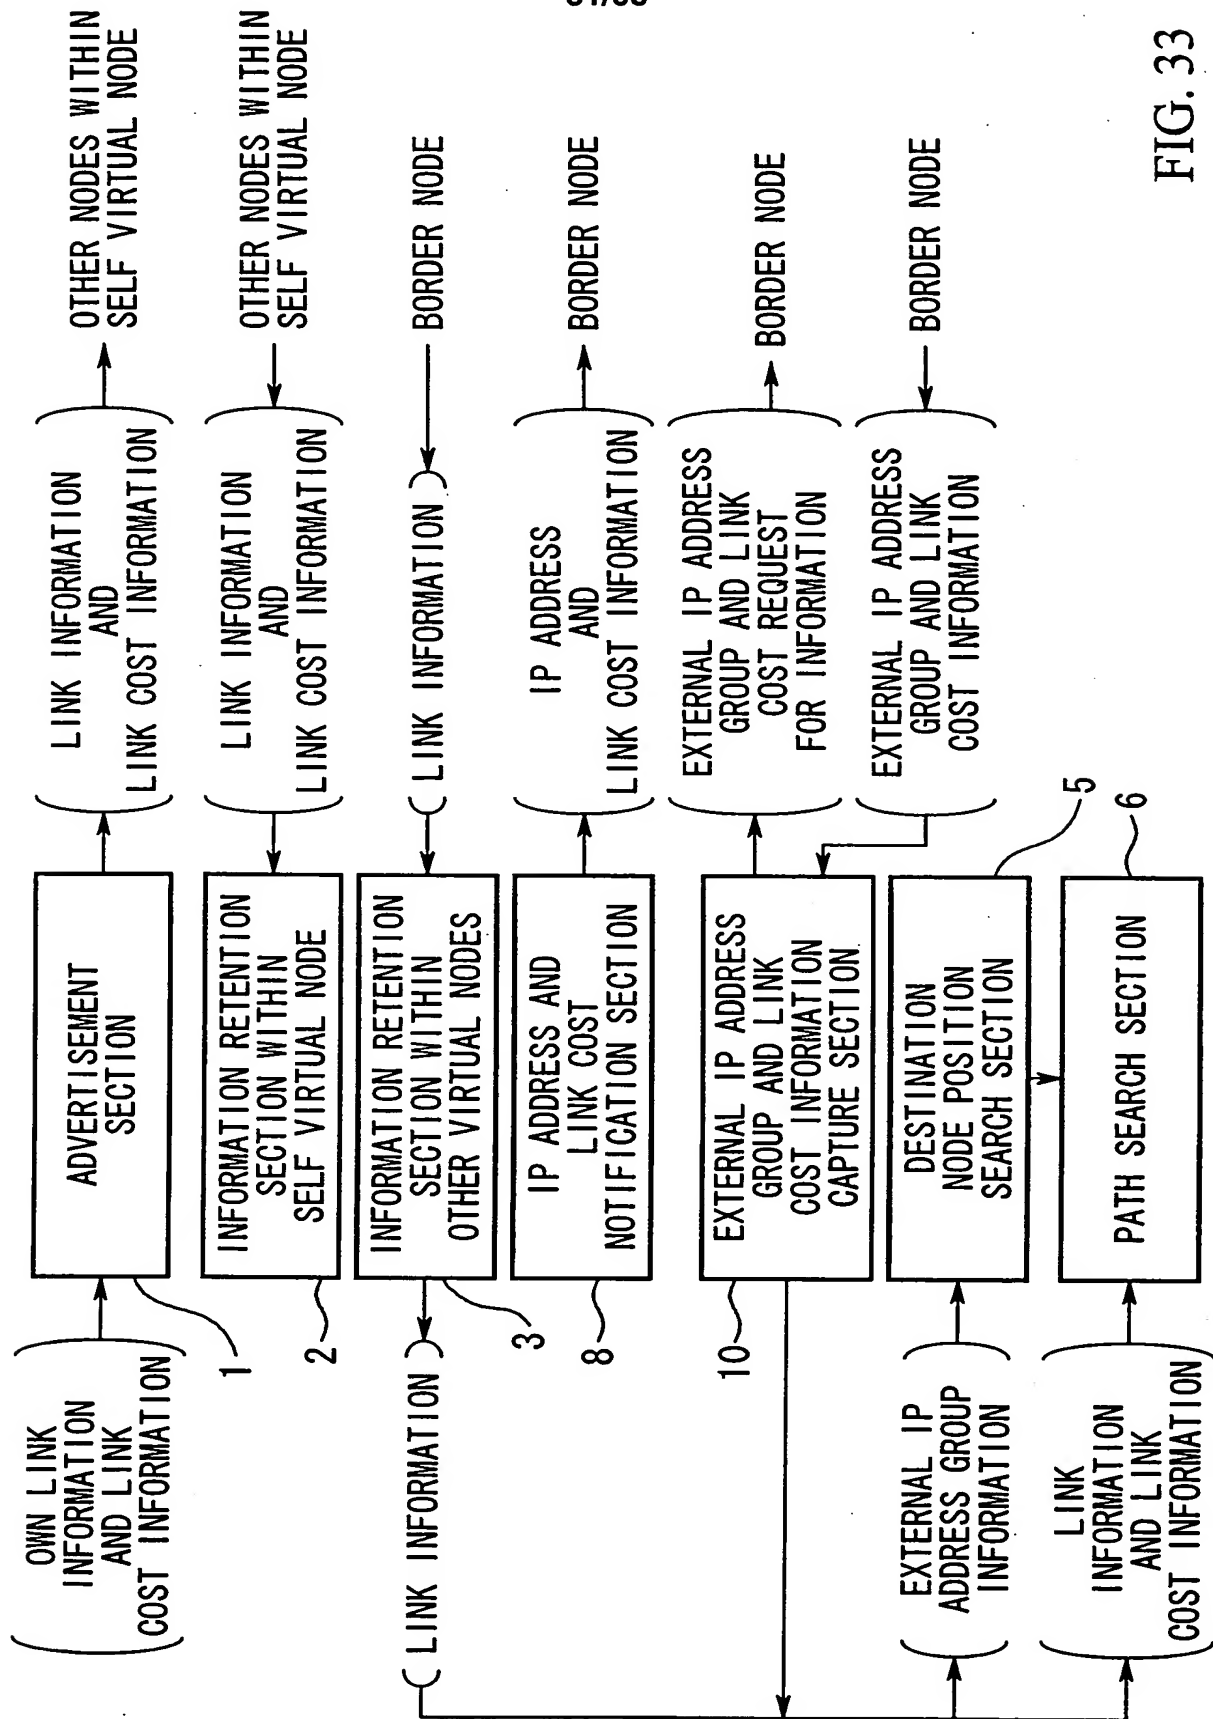 OWN LINK
INFORMATION
AND LINK
COST INFORMATION
1
ADVERTISEMENT
SECTION
LINK INFORMATION
AND
LINK COST INFORMATION
OTHER NODES WITHIN
SELF VIRTUAL NODE
2
INFORMATION RETENTION
SECTION WITHIN
SELF VIRTUAL NODE
LINK INFORMATION
AND
LINK COST INFORMATION
OTHER NODES WITHIN
SELF VIRTUAL NODE
LINK INFORMATION
3
INFORMATION RETENTION
SECTION WITHIN
OTHER VIRTUAL NODES
LINK INFORMATION
BORDER NODE
8
IP ADDRESS AND
LINK COST
NOTIFICATION SECTION
IP ADDRESS
AND
LINK COST INFORMATION
BORDER NODE
10
EXTERNAL IP ADDRESS
GROUP AND LINK
COST INFORMATION
CAPTURE SECTION
EXTERNAL IP ADDRESS
GROUP AND LINK
COST REQUEST
FOR INFORMATION
BORDER NODE
EXTERNAL IP ADDRESS
GROUP AND LINK
COST INFORMATION
BORDER NODE
EXTERNAL IP
ADDRESS GROUP
INFORMATION
DESTINATION
NODE POSITION
SEARCH SECTION
5
LINK
INFORMATION
AND LINK
COST INFORMATION
PATH SEARCH SECTION
6
FIG. 33